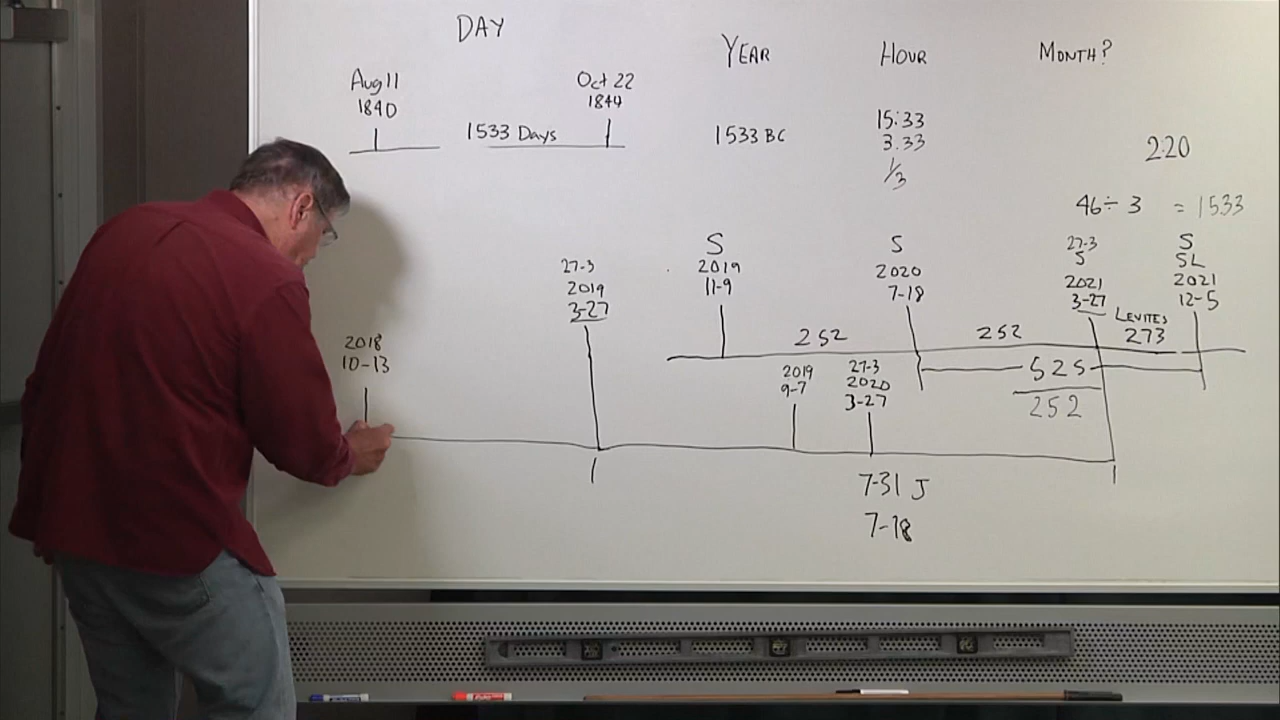 DAY
YEAR
HOUR
MONTH?
Aug 11
1840
1533 Days
Oct 22
1844
1533 BC
15:33
3.33
1/3
2:20
46 ÷ 3 = 1533
2018
10-13
27-3
2019
3-27
S
2019
11-9
252
S
2020
7-18
252
27-3
S
2021
3-27
LEVITES
273
S
SL
2021
12-5
525
252
2019
9-7
27-3
2020
3-27
7-31 J
7-18